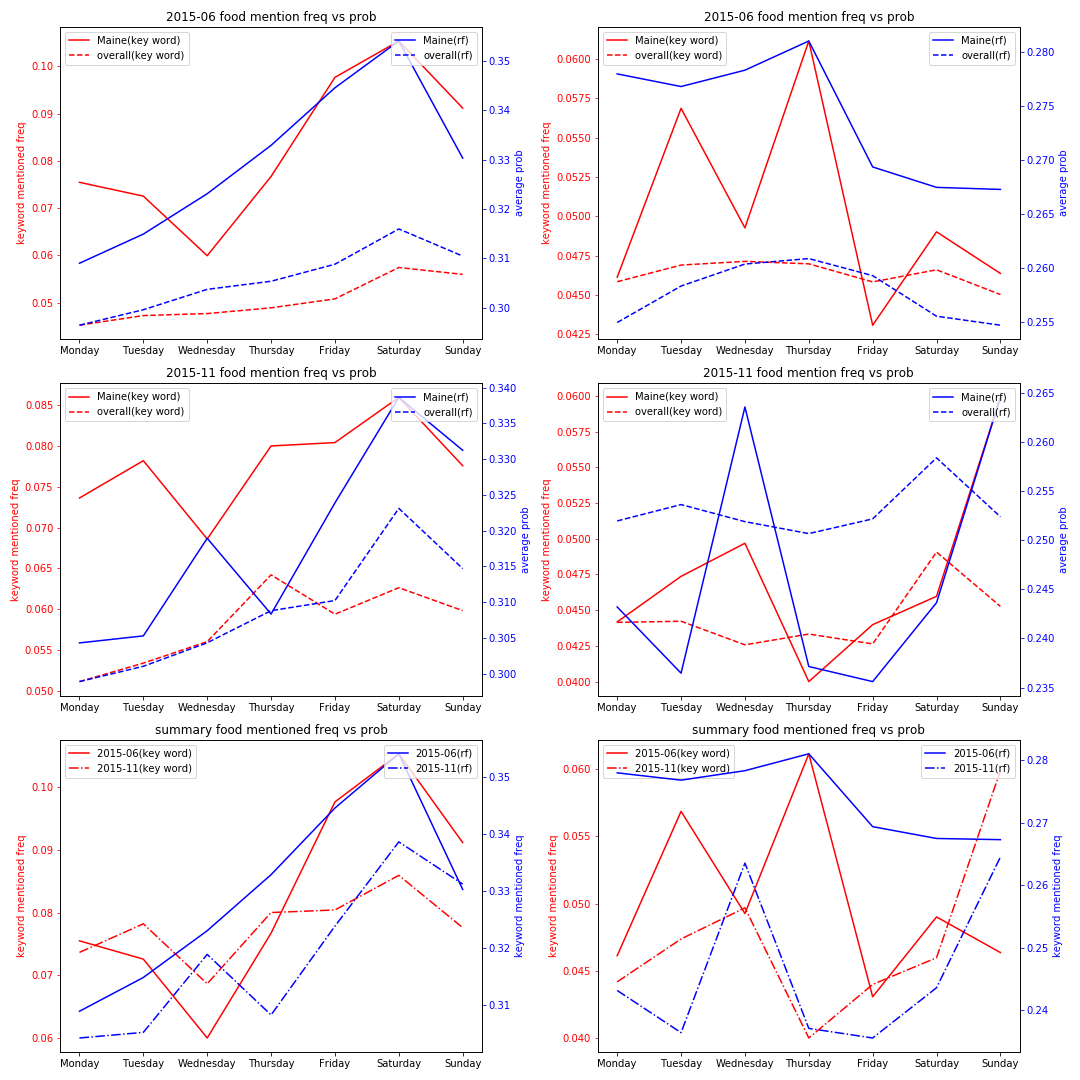 2015-06 food mention freq vs prob
Maine(key word)
overall(key word)
Maine(rf)
overall(rf)
keyword mentioned freq
0.10
0.09
0.08
0.07
0.06
0.05
0.35
0.34
0.33
0.32
0.31
0.30
average prob
Monday Tuesday Wednesday Thursday Friday Saturday Sunday
2015-06 food mention freq vs prob
Maine(key word)
overall(key word)
Maine(rf)
overall(rf)
keyword mentioned freq
0.0600
0.0575
0.0550
0.0525
0.0500
0.0475
0.0450
0.0425
0.280
0.275
0.270
0.265
0.260
0.255
average prob
Monday Tuesday Wednesday Thursday Friday Saturday Sunday
2015-11 food mention freq vs prob
Maine(key word)
overall(key word)
Maine(rf)
overall(rf)
keyword mentioned freq
0.085
0.080
0.075
0.070
0.065
0.060
0.055
0.050
0.340
0.335
0.330
0.325
0.320
0.315
0.310
0.305
0.300
average prob
Monday Tuesday Wednesday Thursday Friday Saturday Sunday
2015-11 food mention freq vs prob
Maine(key word)
overall(key word)
Maine(rf)
overall(rf)
keyword mentioned freq
0.0600
0.0575
0.0550
0.0525
0.0500
0.0475
0.0450
0.0425
0.0400
0.265
0.260
0.255
0.250
0.245
0.240
0.235
average prob
Monday Tuesday Wednesday Thursday Friday Saturday Sunday
summary food mentioned freq vs prob
2015-06(key word)
2015-11(key word)
2015-06(rf)
2015-11(rf)
keyword mentioned freq
0.10
0.09
0.08
0.07
0.06
0.35
0.34
0.33
0.32
0.31
keyword mentioned freq
Monday Tuesday Wednesday Thursday Friday Saturday Sunday
summary food mentioned freq vs prob
2015-06(key word)
2015-11(key word)
2015-06(rf)
2015-11(rf)
keyword mentioned freq
0.060
0.055
0.050
0.045
0.040
0.28
0.27
0.26
0.25
0.24
keyword mentioned freq
Monday Tuesday Wednesday Thursday Friday Saturday Sunday